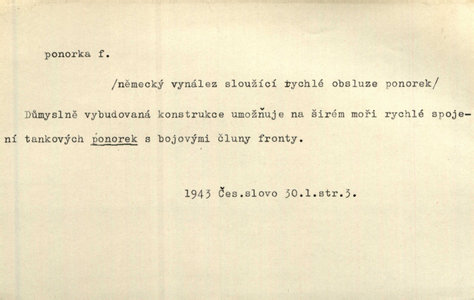 ponorka f.
/německý vynález sloužící rychlé obsluze ponorek/
Důmyslně vybudovaná konstrukce umožňuje na širém moři rychlé spoje-
ní tankových ponorek s bojovými čluny fronty.
1943 Čes.slovo 30.1.str.3.